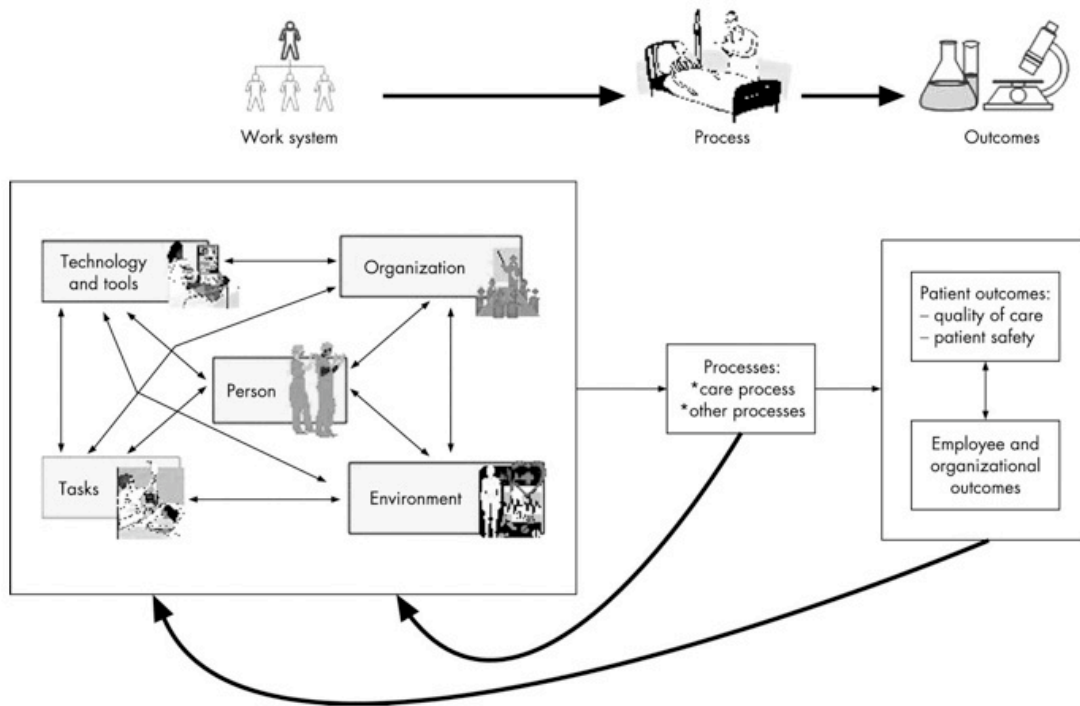 Work system
Process
Outcomes
Technology
and tools
Organization
Person
Tasks
Environment
Processes:
*care process
*other processes
Patient outcomes:
– quality of care
– patient safety
Employee and
organizational
outcomes